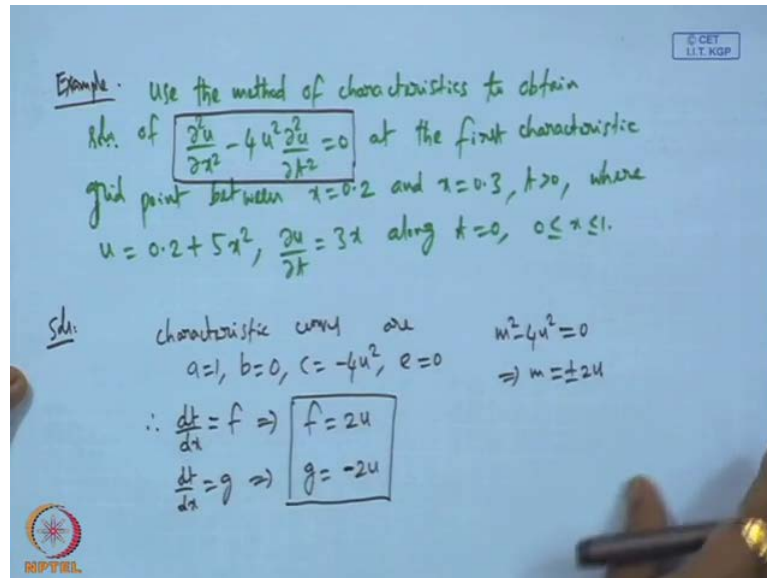 © CET
I.I.T. KGP
Example. Use the method of characteristics to obtain
Soln. of ∂²u/∂x² - 4u² ∂²u/∂t² = 0 at the first characteristic
grid point between x=0.2 and x=0.3, t>0, where
u = 0.2 + 5x², ∂u/∂t = 3x along t=0, 0≤x≤1.
Soln: characteristic curves are m²-4u²=0
a=1, b=0, c=-4u², e=0 ⇒ m=±2u
∴ dt/dx = f ⇒ f = 2u
dt/dx = g ⇒ g = -2u
NPTEL